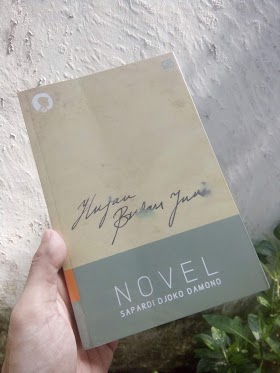 Hujan
Bulan Juni
NOVEL
SAPARDI DJOKO DAMONO